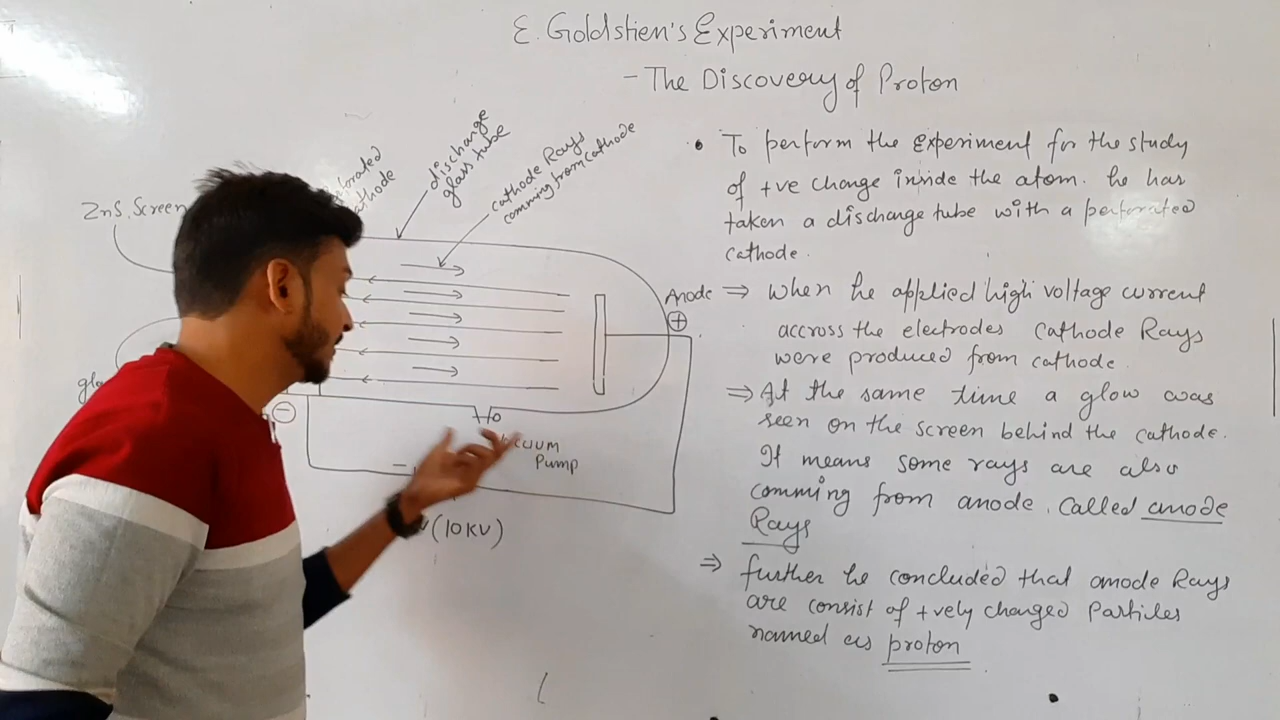 E. Goldstien's Experiment
- The Discovery of Proton
discharge
glass tube
cathode Rays
comming from cathode
ZnS. Screen
Anode
+
-
Pump
(10 KV)
• To perform the Experiment for the study
of +ve charge inside the atom. he has
taken a discharge tube with a perforated
cathode.
⇒ when he applied high voltage current
accross the electrodes cathode Rays
were produced from cathode.
⇒ At the same time a glow was
seen on the screen behind the cathode.
It means some rays are also
comming from anode. Called anode
Rays
⇒ further he concluded that anode Rays
are consist of +vely charged Particles
named as proton